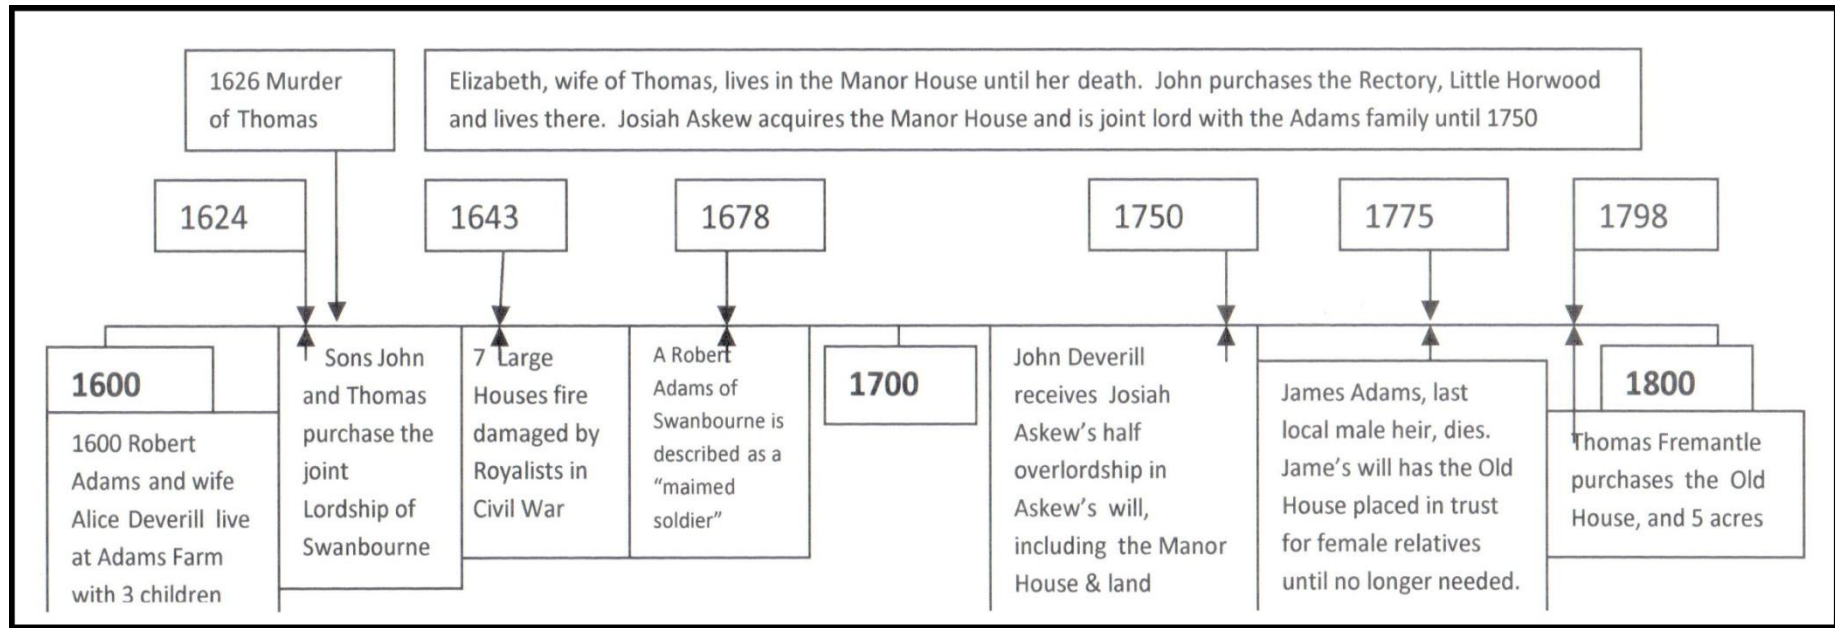 1626 Murder
of Thomas
Elizabeth, wife of Thomas, lives in the Manor House until her death. John purchases the Rectory, Little Horwood
and lives there. Josiah Askew acquires the Manor House and is joint lord with the Adams family until 1750
1624
1643
1678
1750
1775
1798
1600
1600 Robert
Adams and wife
Alice Deverill live
at Adams Farm
with 3 children
Sons John
and Thomas
purchase the
joint
Lordship of
Swanbourne
7 Large
Houses fire
damaged by
Royalists in
Civil War
A Robert
Adams of
Swanbourne is
described as a
“maimed
soldier”
1700
John Deverill
receives Josiah
Askew's half
overlordship in
Askew's will,
including the Manor
House & land
James Adams, last
local male heir, dies.
Jame's will has the Old
House placed in trust
for female relatives
until no longer needed.
1800
Thomas Fremantle
purchases the Old
House, and 5 acres